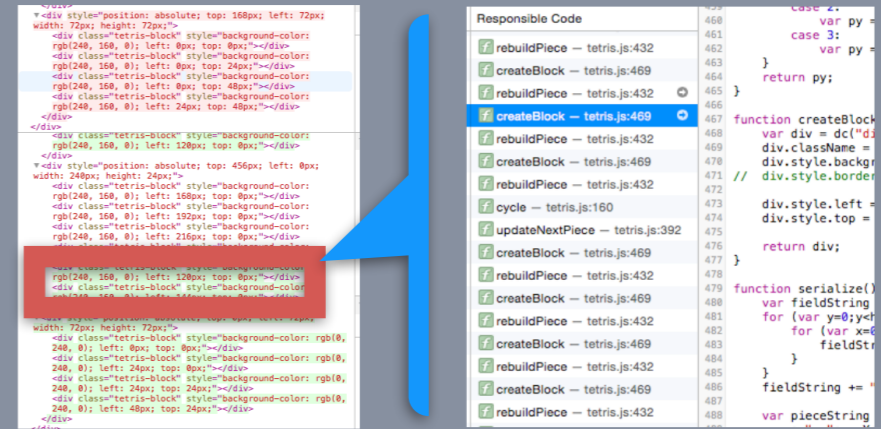 <div style="position: absolute; top: 168px; left: 72px;
width: 72px; height: 72px;">
<div class="tetris-block" style="background-color:
rgb(240, 160, 0); left: 0px; top: 0px;"></div>
<div class="tetris-block" style="background-color:
rgb(240, 160, 0); left: 0px; top: 24px;"></div>
<div class="tetris-block" style="background-color:
rgb(240, 160, 0); left: 0px; top: 48px;"></div>
<div class="tetris-block" style="background-color:
rgb(240, 160, 0); left: 24px; top: 48px;"></div>
</div>
</div>
<div class="tetris-block" style="background-color:
rgb(240, 160, 0); left: 120px; top: 0px;"></div>
<div style="position: absolute; top: 456px; left: 0px;
width: 240px; height: 24px;">
<div class="tetris-block" style="background-color:
rgb(240, 160, 0); left: 168px; top: 0px;"></div>
<div class="tetris-block" style="background-color:
rgb(240, 160, 0); left: 192px; top: 0px;"></div>
<div class="tetris-block" style="background-color:
rgb(240, 160, 0); left: 216px; top: 0px;"></div>
rgb(240, 160, 0); left: 120px; top: 0px;"></div>
<div class="tetris-block" style="background-color
width: 72px; height: 72px;">
<div class="tetris-block" style="background-color: rgb(0,
240, 0); left: 0px; top: 0px;"></div>
<div class="tetris-block" style="background-color: rgb(0,
240, 0); left: 24px; top: 0px;"></div>
<div class="tetris-block" style="background-color: rgb(0,
240, 0); left: 24px; top: 24px;"></div>
<div class="tetris-block" style="background-color: rgb(0,
240, 0); left: 48px; top: 24px;"></div>
</div>
</div>
Responsible Code
f rebuildPiece — tetris.js:432
f createBlock — tetris.js:469
f rebuildPiece — tetris.js:432
f createBlock — tetris.js:469
f rebuildPiece — tetris.js:432
f createBlock — tetris.js:469
f rebuildPiece — tetris.js:432
f cycle — tetris.js:160
f updateNextPiece — tetris.js:392
f createBlock — tetris.js:469
f rebuildPiece — tetris.js:432
f createBlock — tetris.js:469
f rebuildPiece — tetris.js:432
f createBlock — tetris.js:469
f rebuildPiece — tetris.js:432
f createBlock — tetris.js:469
f rebuildPiece — tetris.js:432
459 case 2:
460 var py =
461 case 3:
462 var py =
463 }
464 return py;
465 }
466
467 function createBlock
468 var div = dc("di
469 div.className =
470 div.style.backgr
471 // div.style.border
472
473 div.style.left =
474 div.style.top =
475
476 return div;
477 }
478
479 function serialize()
480 var fieldString
481 for (var y=0;y<h
482 for (var x=0
483 fieldStr
484 }
485 }
486 fieldString += "
487
488 var pieceString